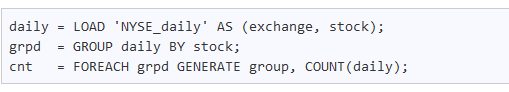 daily = LOAD 'NYSE_daily' AS (exchange, stock);
grpd  = GROUP daily BY stock;
cnt   = FOREACH grpd GENERATE group, COUNT(daily);